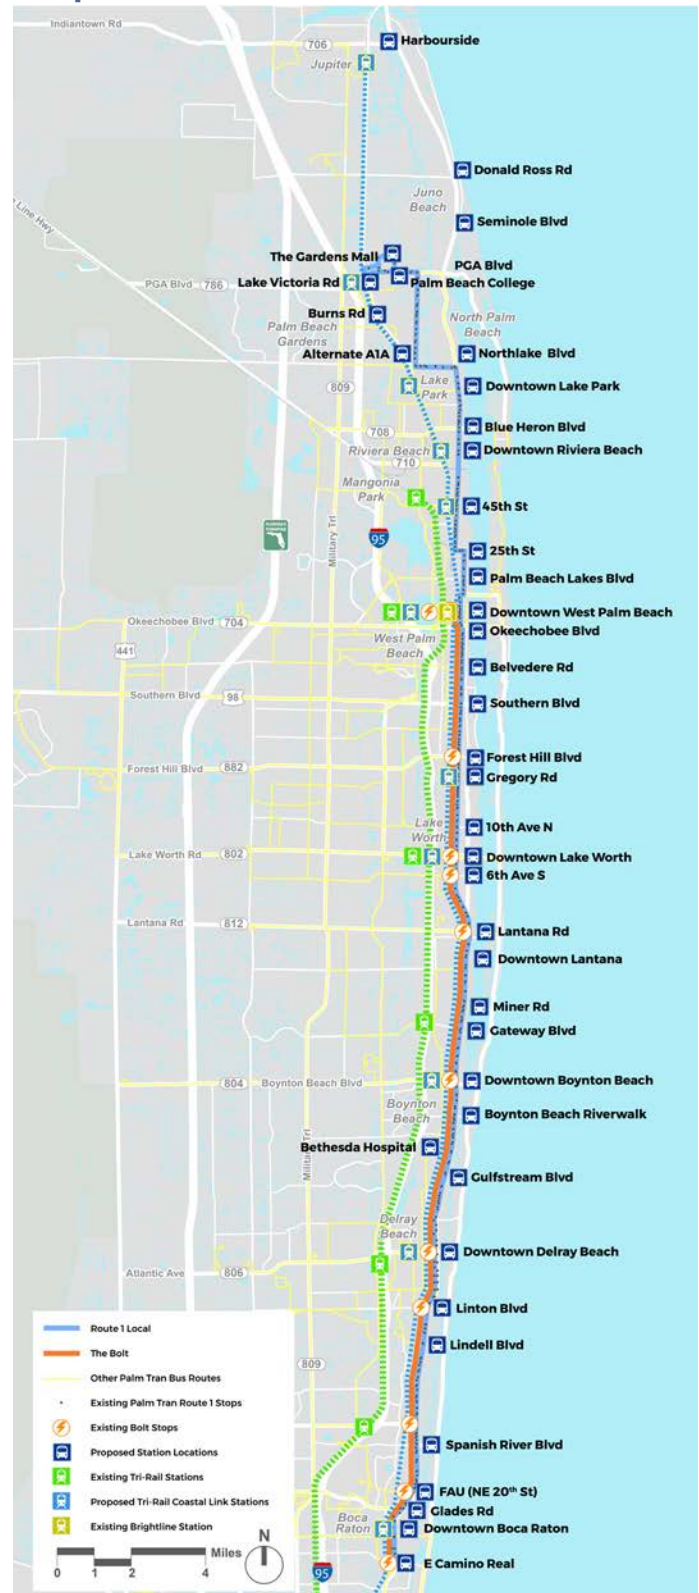 Indiantown Rd
706
Harbourside
Jupiter
Donald Ross Rd
Juno
Beach
Seminole Blvd
Line Hwy
The Gardens Mall
PGA Blvd
PGA Blvd
786
Lake Victoria Rd
Palm Beach College
Burns Rd
North Palm
Beach
Palm Beach
Gardens
Alternate A1A
Northlake Blvd
809
Lake
Park
Downtown Lake Park
708
Blue Heron Blvd
Riviera Beach
Downtown Riviera Beach
710
Mangonia
Park
45th St
Military Trl
95
25th St
Palm Beach Lakes Blvd
Okeechobee Blvd
704
Downtown West Palm Beach
Okeechobee Blvd
West Palm
Beach
441
Belvedere Rd
Southern Blvd
98
Southern Blvd
Forest Hill Blvd
Forest Hill Blvd
882
Gregory Rd
10th Ave N
Lake
Worth
Lake Worth Rd
802
Downtown Lake Worth
6th Ave S
Lantana Rd
812
Lantana Rd
Downtown Lantana
Miner Rd
Gateway Blvd
804
Boynton Beach Blvd
Downtown Boynton Beach
Boynton
Beach
Boynton Beach Riverwalk
Military Trl
Bethesda Hospital
Gulfstream Blvd
Delray
Beach
Downtown Delray Beach
Atlantic Ave
806
Linton Blvd
Lindell Blvd
809
Spanish River Blvd
FAU (NE 20th St)
Glades Rd
Boca
Raton
Downtown Boca Raton
E Camino Real
95
Route 1 Local
The Bolt
Other Palm Tran Bus Routes
Existing Palm Tran Route 1 Stops
Existing Bolt Stops
Proposed Station Locations
Existing Tri-Rail Stations
Proposed Tri-Rail Coastal Link Stations
Existing Brightline Station
N
Miles
0 1 2 4